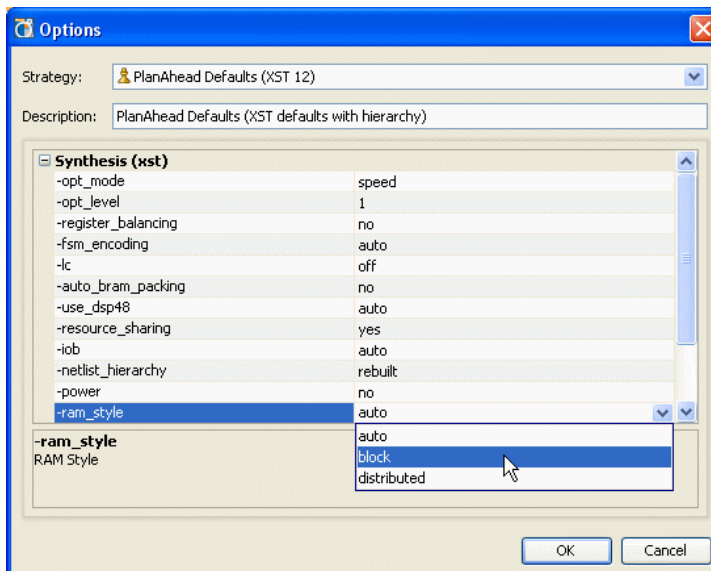 Options
Strategy: PlanAhead Defaults (XST 12)
Description: PlanAhead Defaults (XST defaults with hierarchy)
Synthesis (xst)
-opt_mode speed
-opt_level 1
-register_balancing no
-fsm_encoding auto
-lc off
-auto_bram_packing no
-use_dsp48 auto
-resource_sharing yes
-iob auto
-netlist_hierarchy rebuilt
-power no
-ram_style auto
auto
block
distributed
-ram_style
RAM Style
OK Cancel